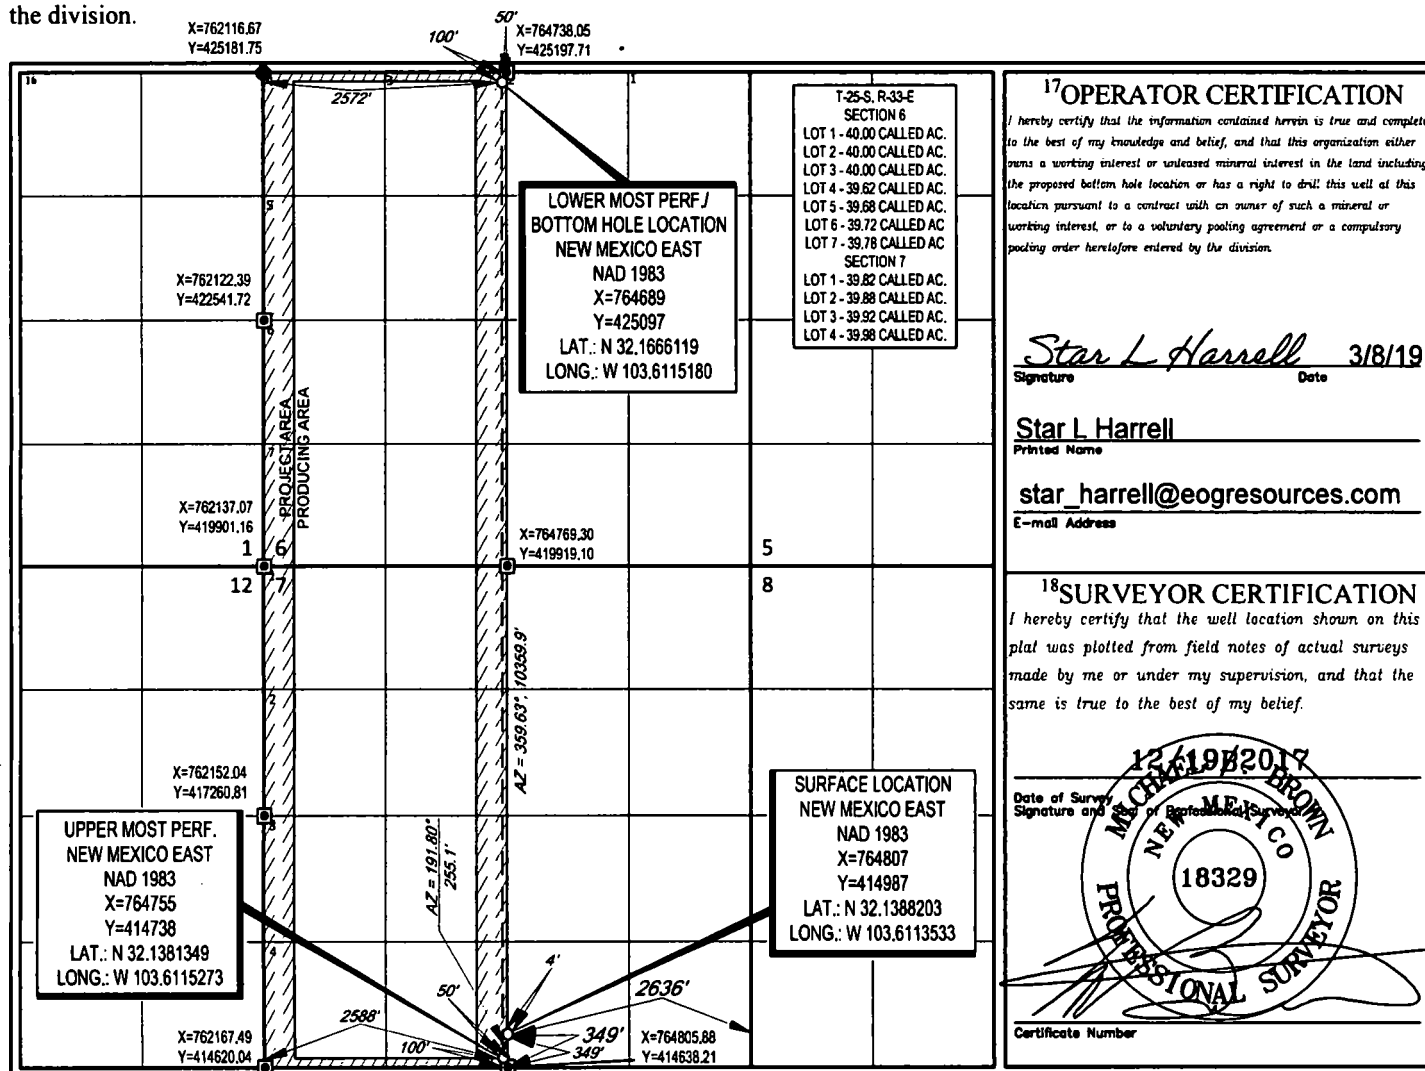 the division.
X=762116.67
Y=425181.75
100'
50'
X=764738.05
Y=425197.71
16
3
2
1
2572'
T-25-S, R-33-E
SECTION 6
LOT 1 - 40.00 CALLED AC.
LOT 2 - 40.00 CALLED AC.
LOT 3 - 40.00 CALLED AC.
LOT 4 - 39.62 CALLED AC.
LOT 5 - 39.68 CALLED AC.
LOT 6 - 39.72 CALLED AC
LOT 7 - 39.78 CALLED AC
SECTION 7
LOT 1 - 39.82 CALLED AC.
LOT 2 - 39.88 CALLED AC.
LOT 3 - 39.92 CALLED AC.
LOT 4 - 39.98 CALLED AC.
5
LOWER MOST PERF./
BOTTOM HOLE LOCATION
NEW MEXICO EAST
NAD 1983
X=764689
Y=425097
LAT.: N 32.1666119
LONG.: W 103.6115180
X=762122.39
Y=422541.72
6
PROJECT AREA
PRODUCING AREA
7
X=762137.07
Y=419901.16
1 6
12 7
X=764769.30
Y=419919.10
5
8
AZ = 359.63°, 10359.9'
2
X=762152.04
Y=417260.81
3
UPPER MOST PERF.
NEW MEXICO EAST
NAD 1983
X=764755
Y=414738
LAT.: N 32.1381349
LONG.: W 103.6115273
AZ = 191.80°
255.1'
SURFACE LOCATION
NEW MEXICO EAST
NAD 1983
X=764807
Y=414987
LAT.: N 32.1388203
LONG.: W 103.6113533
4
4'
50'
2636'
2588'
100'
349'
349'
X=762167.49
Y=414620.04
X=764805.88
Y=414638.21
17OPERATOR CERTIFICATION
I hereby certify that the information contained herein is true and complete
to the best of my knowledge and belief, and that this organization either
owns a working interest or unleased mineral interest in the land including
the proposed bottom hole location or has a right to drill this well at this
location pursuant to a contract with an owner of such a mineral or
working interest, or to a voluntary pooling agreement or a compulsory
pooling order heretofore entered by the division.
Star L Harrell 3/8/19
Signature Date
Star L Harrell
Printed Name
star_harrell@eogresources.com
E-mail Address
18SURVEYOR CERTIFICATION
I hereby certify that the well location shown on this
plat was plotted from field notes of actual surveys
made by me or under my supervision, and that the
same is true to the best of my belief.
12/19/2017
Date of Survey
Signature and Seal of Professional Surveyor
MICHAEL B. BROWN
NEW MEXICO
18329
PROFESSIONAL SURVEYOR
Certificate Number